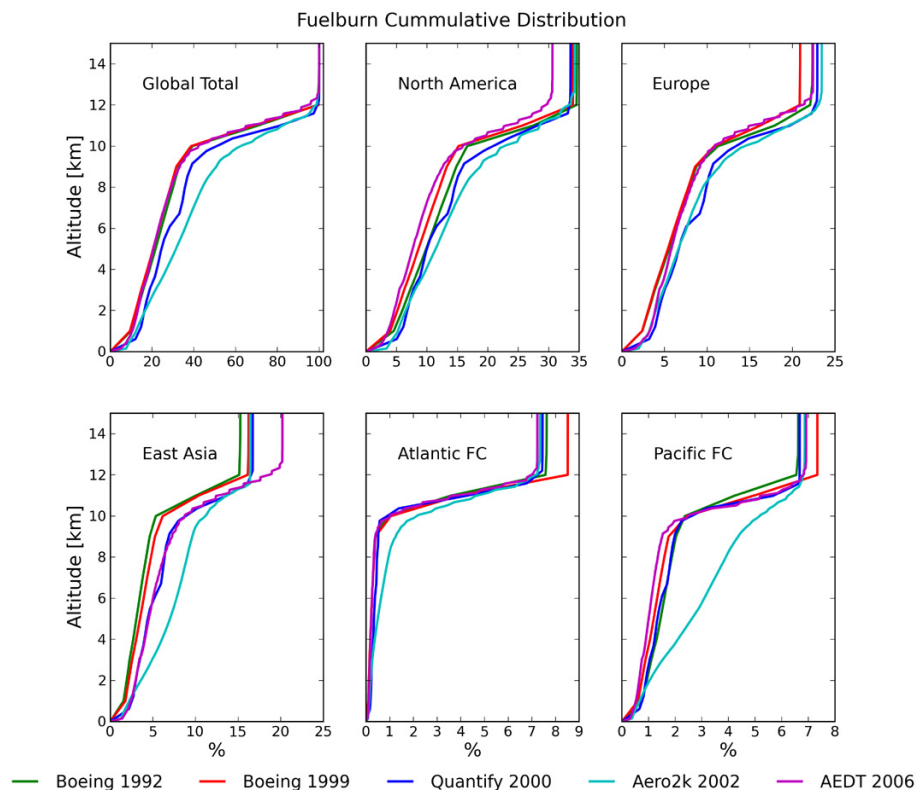 Fuelburn Cummulative Distribution
Global Total
North America
Europe
Altitude [km]
14
12
10
8
6
4
2
0
0 20 40 60 80 100
0 5 10 15 20 25 30 35
0 5 10 15 20 25
East Asia
Atlantic FC
Pacific FC
Altitude [km]
14
12
10
8
6
4
2
0
0 5 10 15 20 25
0 1 2 3 4 5 6 7 8 9
0 1 2 3 4 5 6 7 8
% % %
Boeing 1992 Boeing 1999 Quantify 2000 Aero2k 2002 AEDT 2006